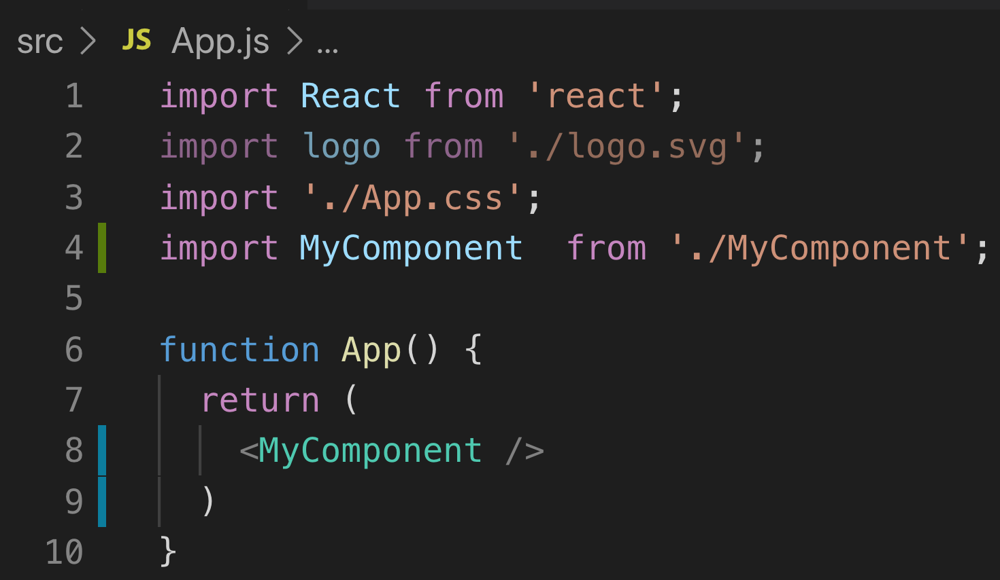 src > JS App.js > ...
1 import React from 'react';
2 import logo from './logo.svg';
3 import './App.css';
4 import MyComponent  from './MyComponent';
5
6 function App() {
7   return (
8     <MyComponent />
9   )
10 }